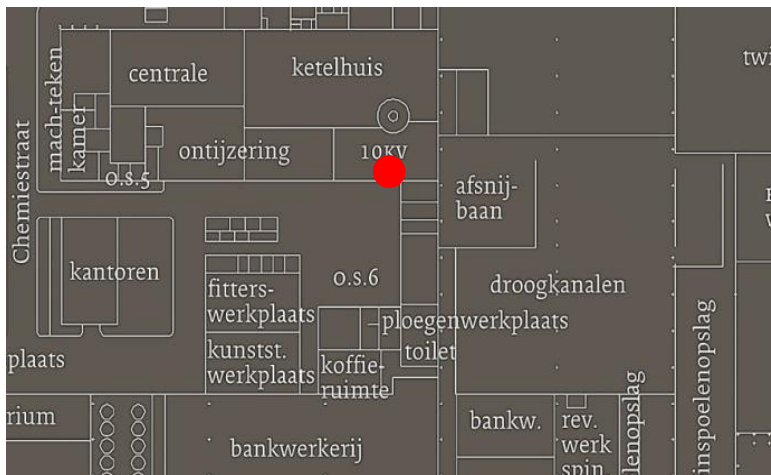 twi
ketelhuis
centrale
mach-teken
kamer
ontijzering
10KV
o.s.5
afsnij-
baan
Chemiestraat
kantoren
o.s.6
droogkanalen
fitters-
werkplaats
ploegenwerkplaats
kunstst.
werkplaats
toilet
koffie-
ruimte
plaats
rium
bankw.
rev.
werk
spin.
lenopslag
inspoelenopslag
bankwerkerij